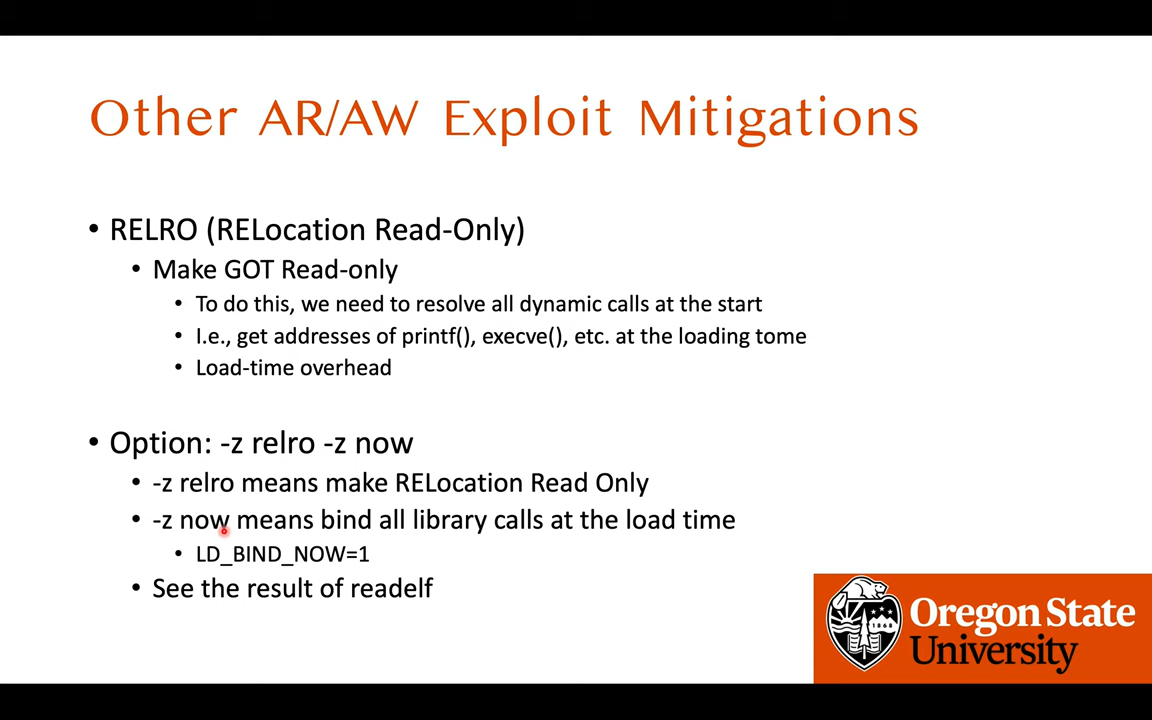 Other AR/AW Exploit Mitigations
• RELRO (RELocation Read-Only)
• Make GOT Read-only
• To do this, we need to resolve all dynamic calls at the start
• I.e., get addresses of printf(), execve(), etc. at the loading tome
• Load-time overhead
• Option: -z relro -z now
• -z relro means make RELocation Read Only
• -z now means bind all library calls at the load time
• LD_BIND_NOW=1
• See the result of readelf
Oregon State
University